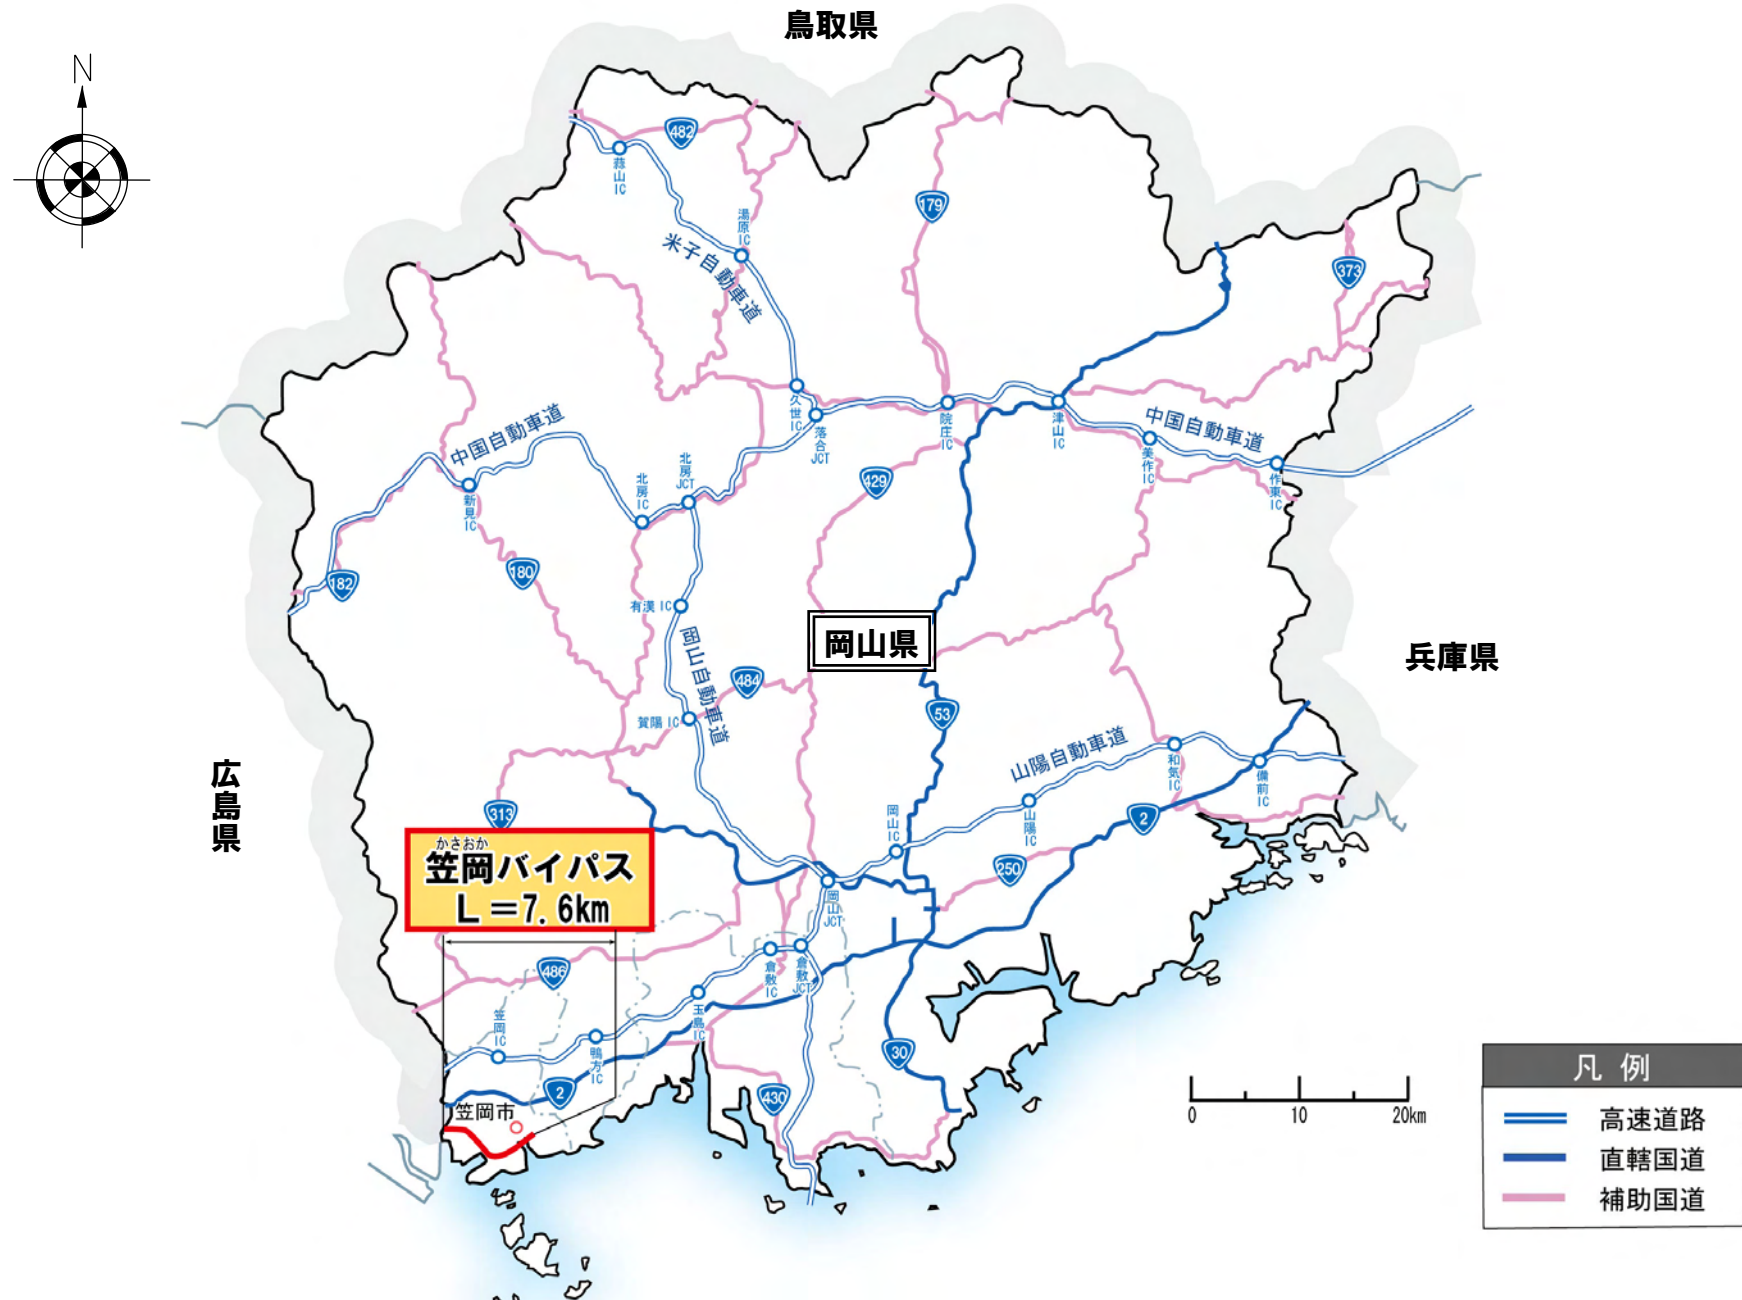 鳥取県
N
482
蒜山IC
179
湯原IC
米子自動車道
373
久世IC
落合JCT
院庄IC
津山IC
中国自動車道
美作IC
作東IC
中国自動車道
新見IC
北房IC
北房JCT
429
182
180
有漢IC
岡山自動車道
岡山県
兵庫県
484
賀陽IC
53
山陽自動車道
和気IC
備前IC
広島県
313
岡山IC
山陽IC
2
かさおか
笠岡バイパス
L=7.6km
250
岡山JCT
486
倉敷IC
倉敷JCT
玉島IC
笠岡IC
鴨方IC
30
2
430
笠岡市
0 10 20km
凡例
高速道路
直轄国道
補助国道